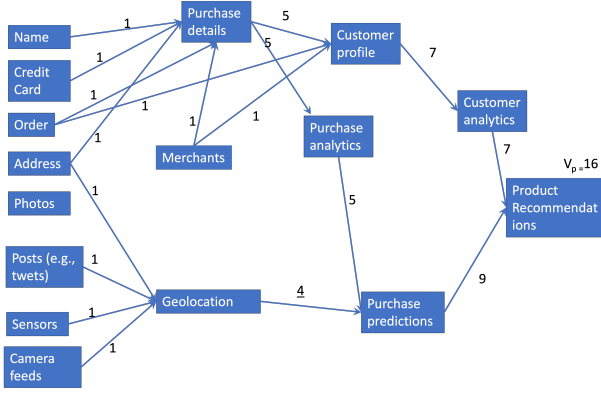 Name
Credit
Card
Order
Address
Photos
Posts (e.g.,
twets)
Sensors
Camera
feeds
1
1
1
1
1
1
1
1
1
1
1
Purchase
details
Merchants
Geolocation
5
5
4
Customer
profile
Purchase
analytics
5
Purchase
predictions
7
Customer
analytics
7
9
Vp =16
Product
Recommendat
ions